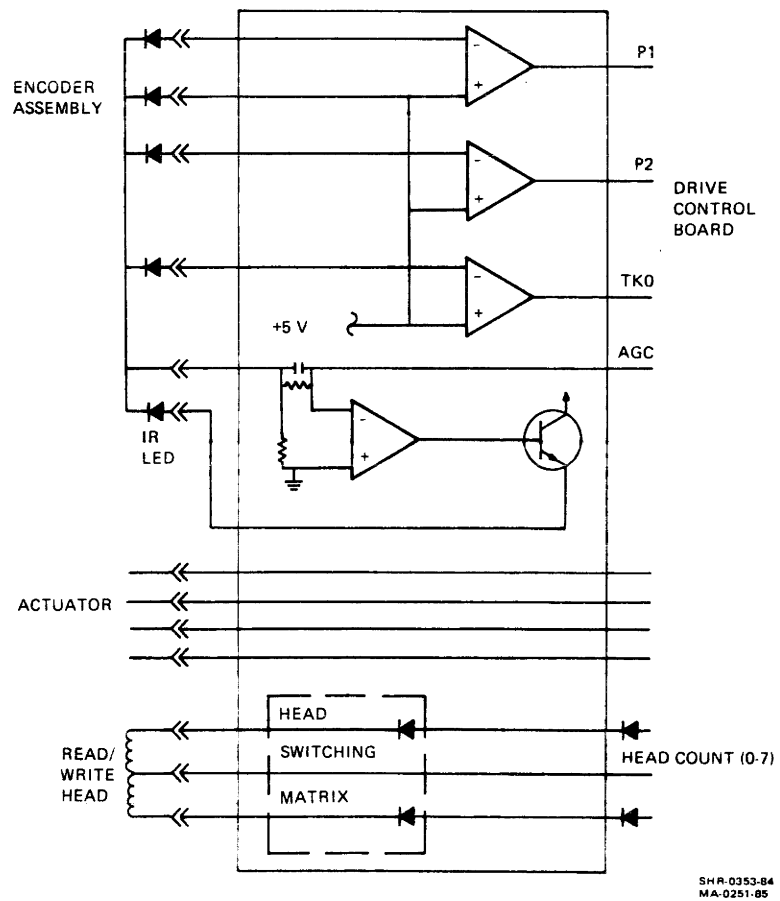 P1
-
+
ENCODER
ASSEMBLY
-
+
P2
DRIVE
CONTROL
BOARD
-
+
TK0
+5 V
AGC
-
+
IR
LED
ACTUATOR
HEAD
SWITCHING
MATRIX
READ/
WRITE
HEAD
HEAD COUNT (0-7)
SHR-0353-84
MA-0251-85